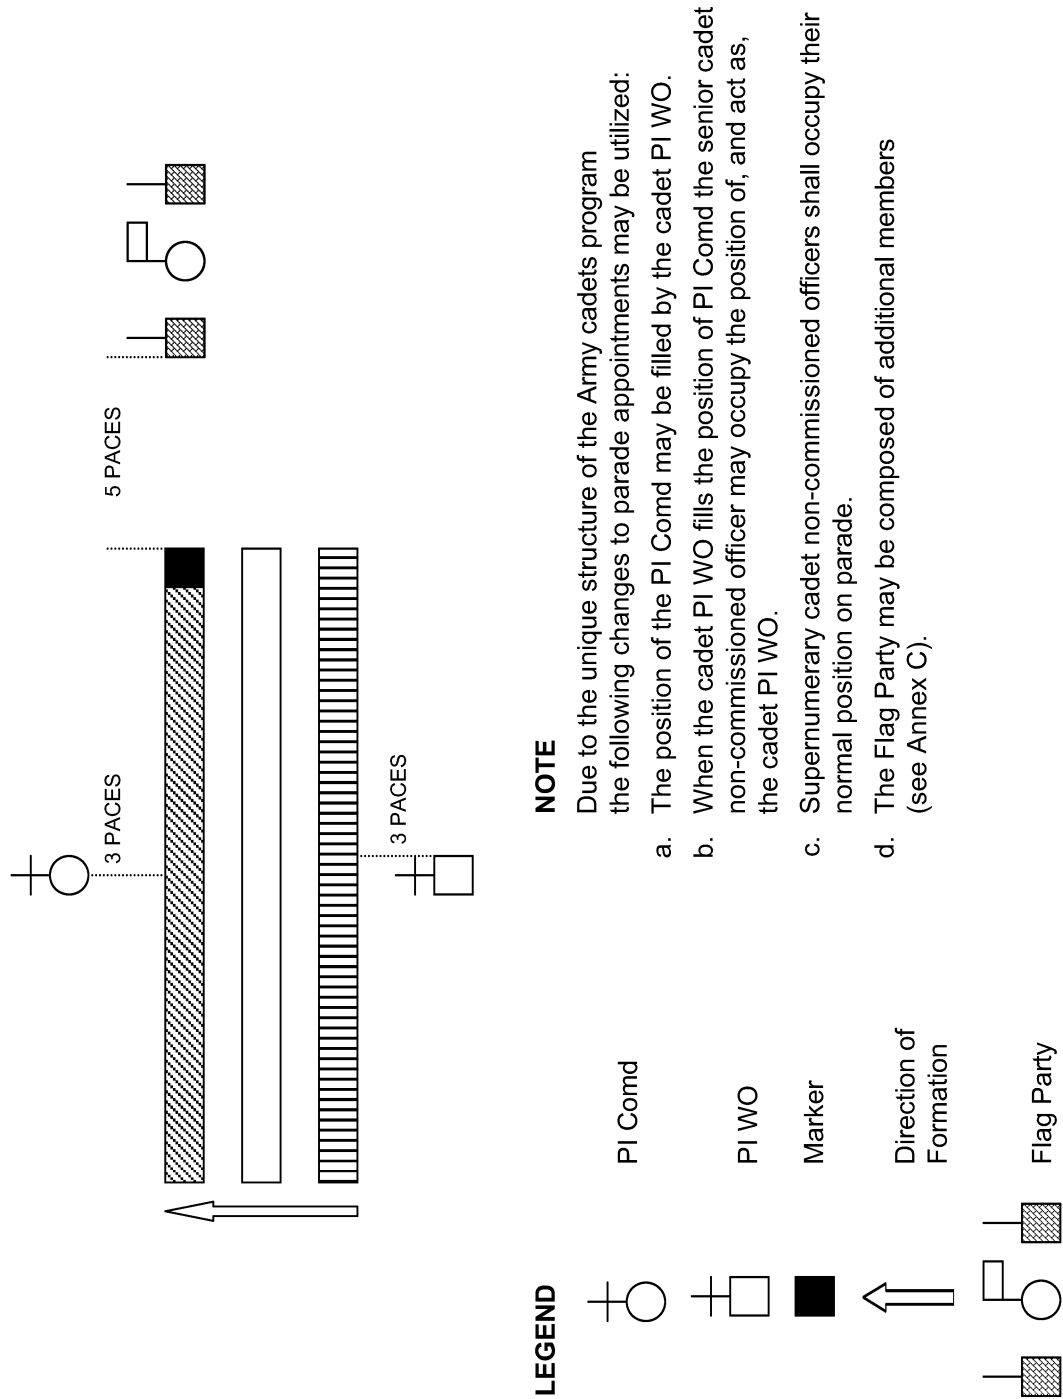 5 PACES
3 PACES
3 PACES
NOTE
Due to the unique structure of the Army cadets program
the following changes to parade appointments may be utilized:
a. The position of the Pl Comd may be filled by the cadet Pl WO.
b. When the cadet Pl WO fills the position of Pl Comd the senior cadet
non-commissioned officer may occupy the position of, and act as,
the cadet Pl WO.
c. Supernumerary cadet non-commissioned officers shall occupy their
normal position on parade.
d. The Flag Party may be composed of additional members
(see Annex C).
LEGEND
Pl Comd
Pl WO
Marker
Direction of
Formation
Flag Party